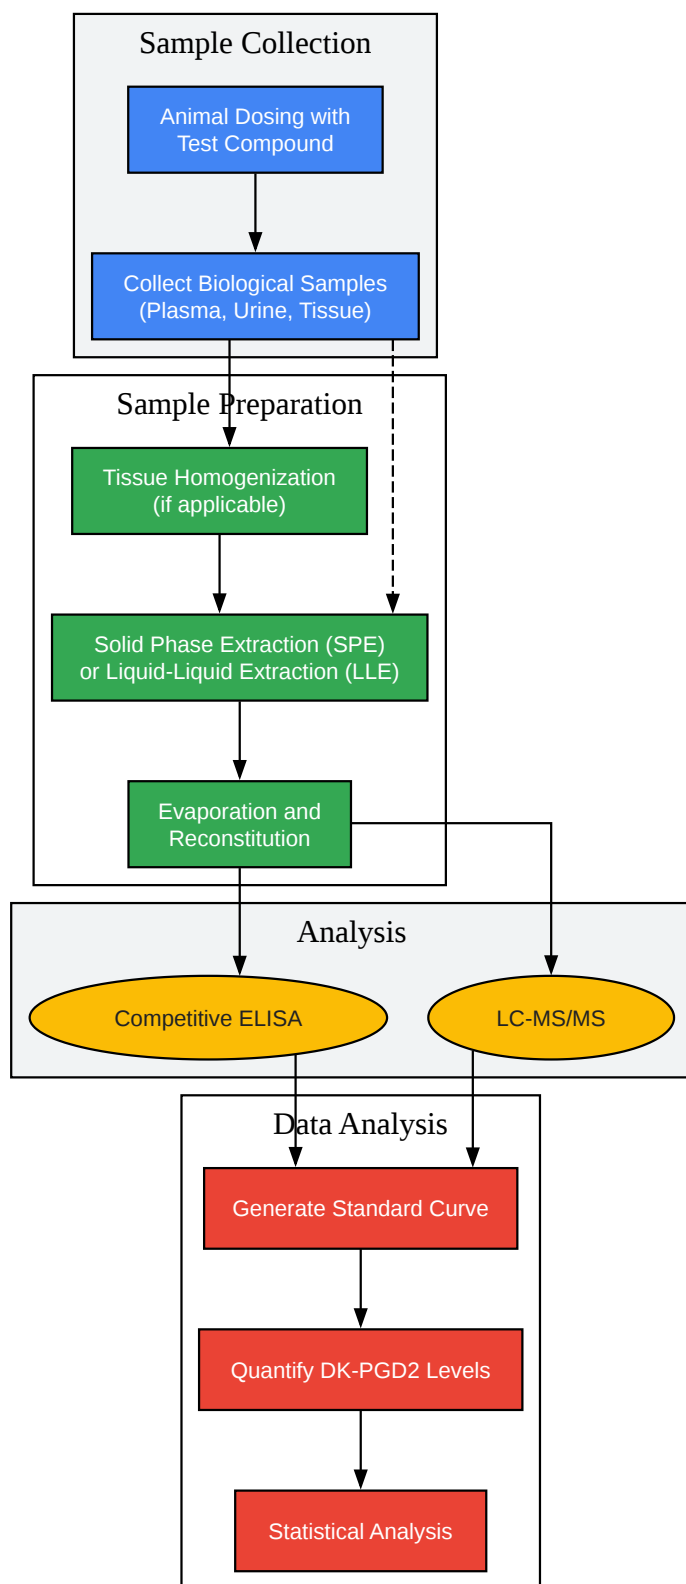 Sample Collection
Animal Dosing with
Test Compound
Collect Biological Samples
(Plasma, Urine, Tissue)
Sample Preparation
Tissue Homogenization
(if applicable)
Solid Phase Extraction (SPE)
or Liquid-Liquid Extraction (LLE)
Evaporation and
Reconstitution
Analysis
Competitive ELISA
LC-MS/MS
Data Analysis
Generate Standard Curve
Quantify DK-PGD2 Levels
Statistical Analysis